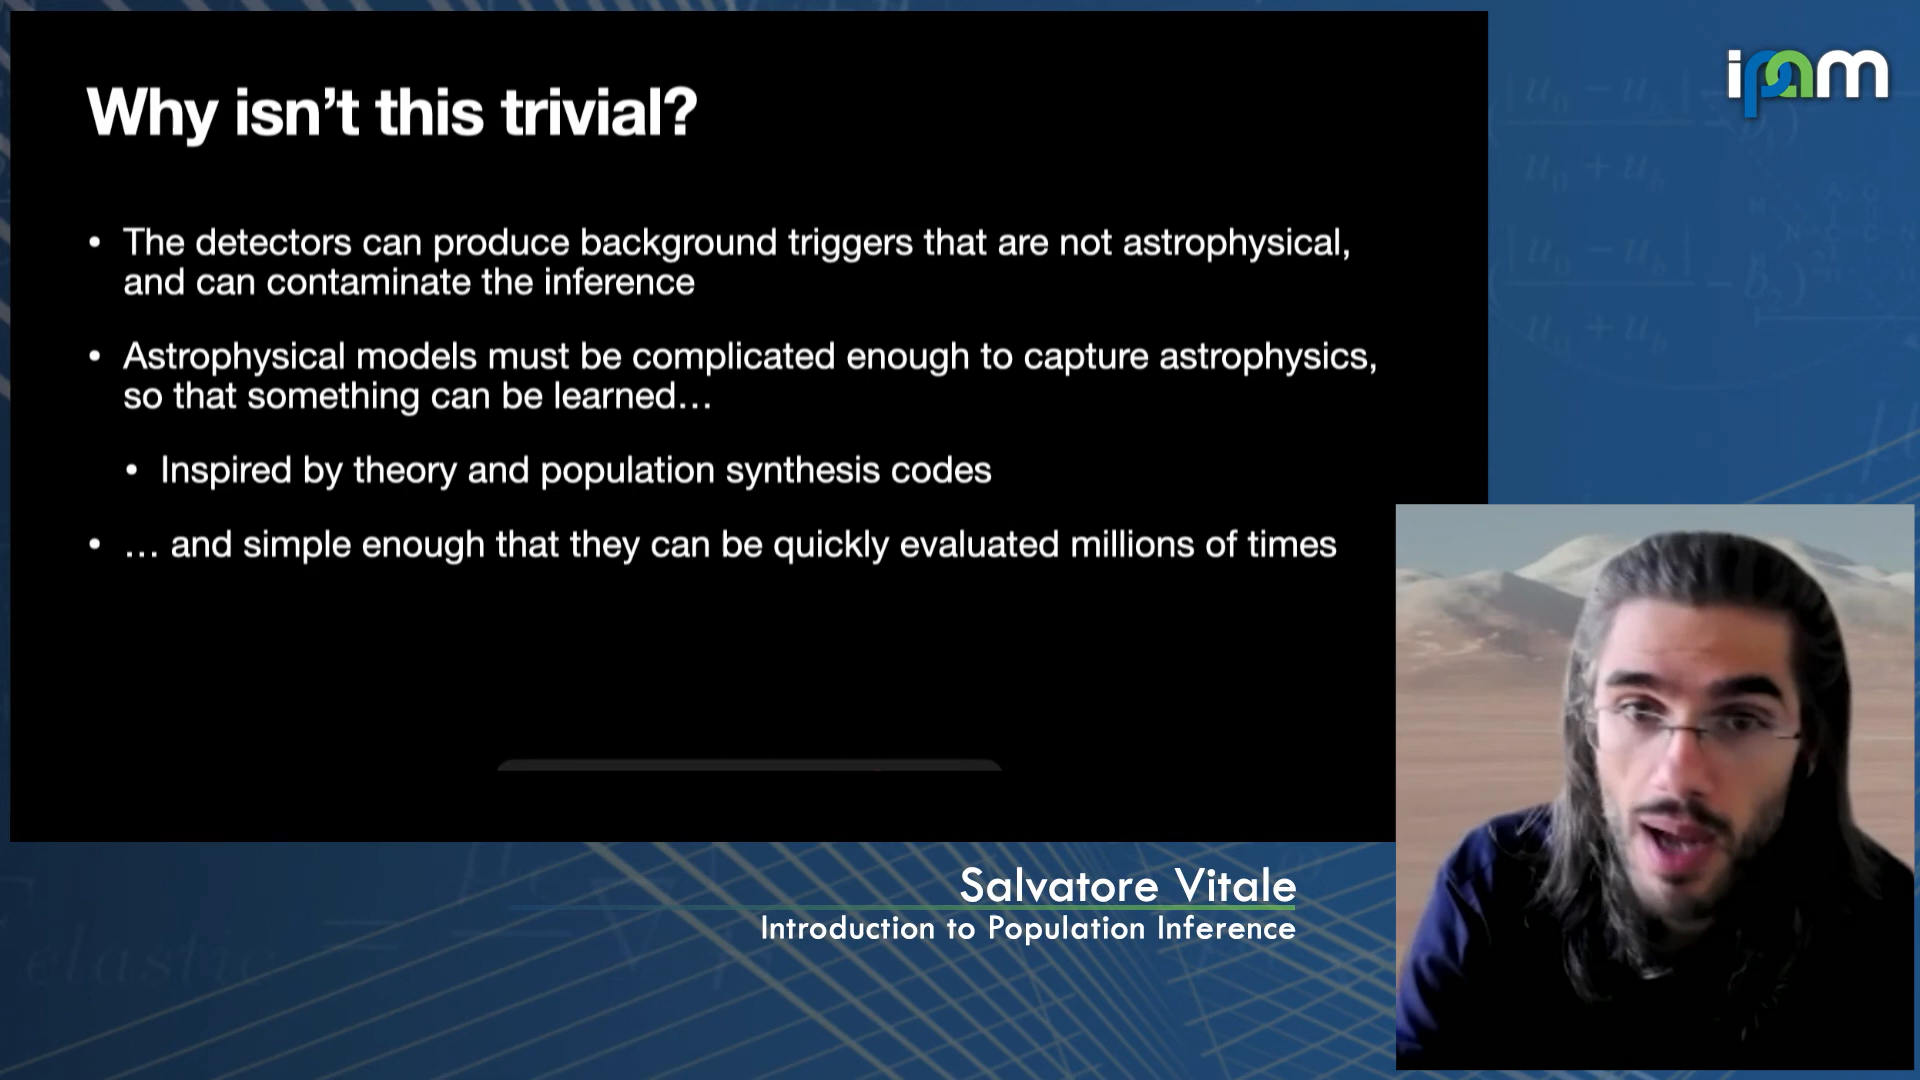 Why isn’t this trivial?
• The detectors can produce background triggers that are not astrophysical,
and can contaminate the inference
• Astrophysical models must be complicated enough to capture astrophysics,
so that something can be learned…
• Inspired by theory and population synthesis codes
• … and simple enough that they can be quickly evaluated millions of times
ipam
Salvatore Vitale
Introduction to Population Inference
elastic